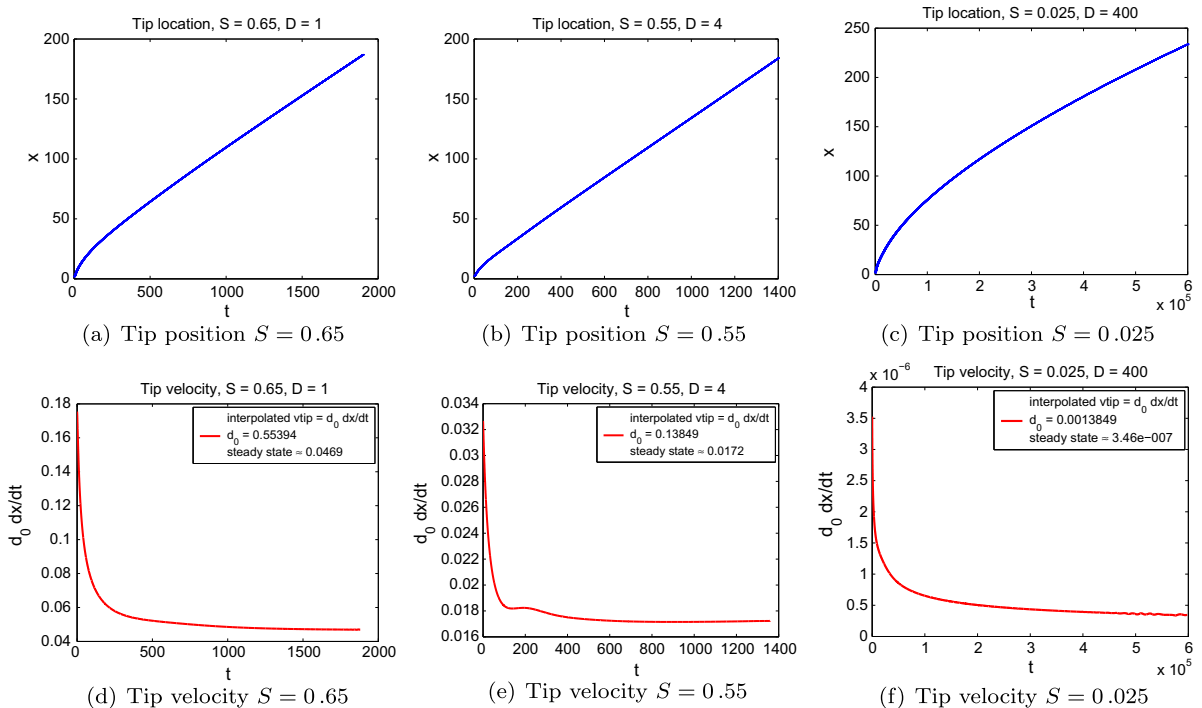 Tip location, S = 0.65, D = 1
200
150
100
50
0
x
0 500 1000 1500 2000
t
(a) Tip position S = 0.65
Tip location, S = 0.55, D = 4
200
150
100
50
0
x
0 200 400 600 800 1000 1200 1400
t
(b) Tip position S = 0.55
Tip location, S = 0.025, D = 400
250
200
150
100
50
0
x
0 1 2 3 4 5 6
t
x 10^5
(c) Tip position S = 0.025
Tip velocity, S = 0.65, D = 1
0.18
0.16
0.14
0.12
0.1
0.08
0.06
0.04
d_0 dx/dt
interpolated vtip = d_0 dx/dt
d_0 = 0.55394
steady state ≈ 0.0469
0 500 1000 1500 2000
t
(d) Tip velocity S = 0.65
Tip velocity, S = 0.55, D = 4
0.034
0.032
0.03
0.028
0.026
0.024
0.022
0.02
0.018
0.016
d_0 dx/dt
interpolated vtip = d_0 dx/dt
d_0 = 0.13849
steady state ≈ 0.0172
0 200 400 600 800 1000 1200 1400
t
(e) Tip velocity S = 0.55
x 10^−6
Tip velocity, S = 0.025, D = 400
4
3.5
3
2.5
2
1.5
1
0.5
0
d_0 dx/dt
interpolated vtip = d_0 dx/dt
d_0 = 0.0013849
steady state ≈ 3.46e−007
0 1 2 3 4 5 6
t
x 10^5
(f) Tip velocity S = 0.025